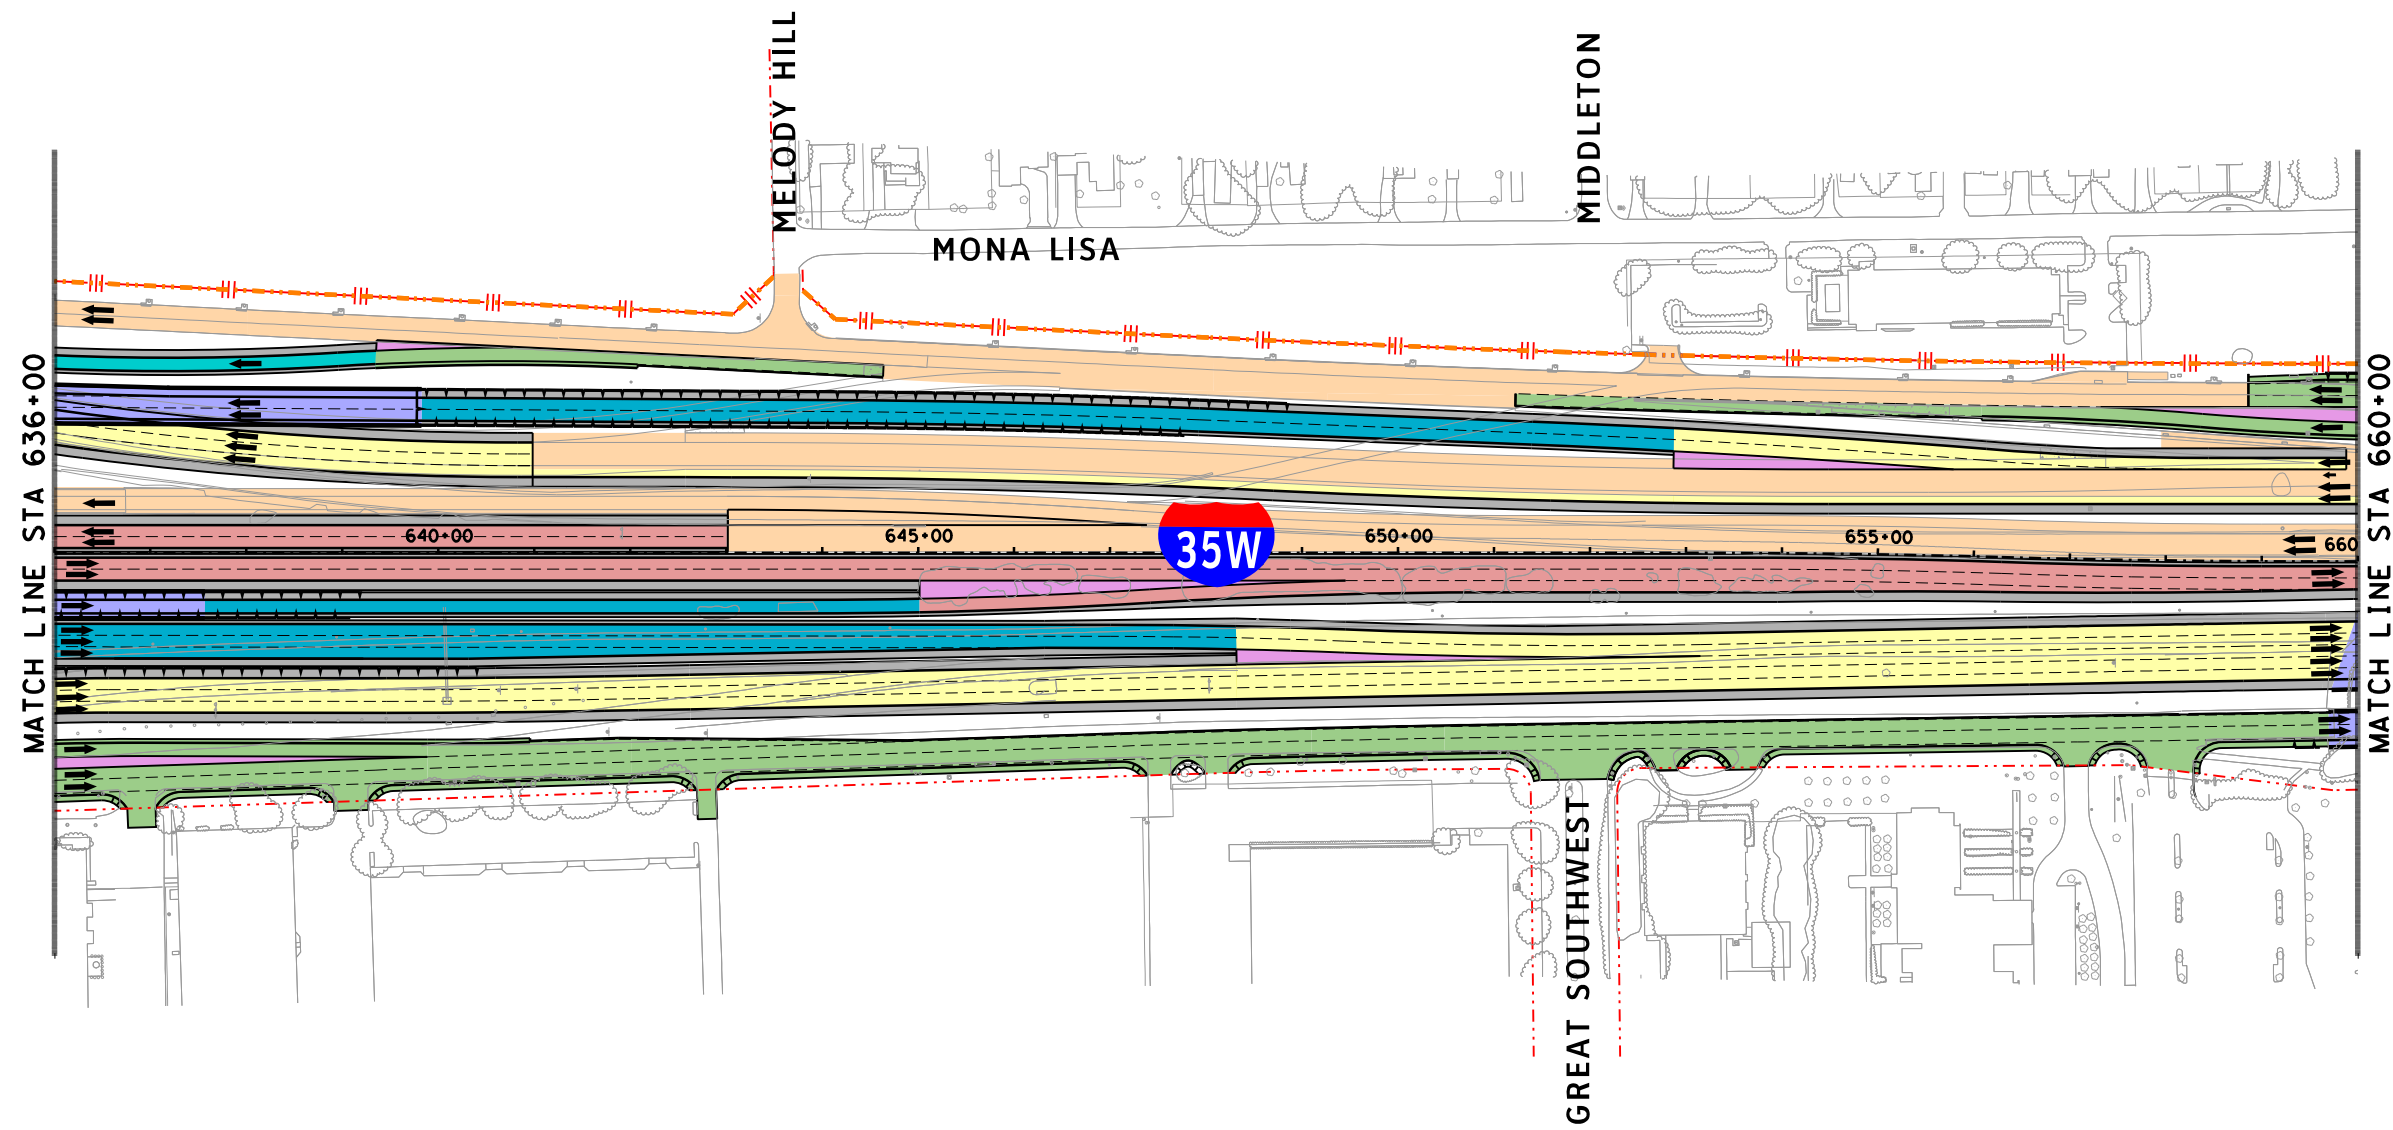 MELODY HILL
MIDDLETON
MONA LISA
MATCH LINE STA 636+00
MATCH LINE STA 660+00
640+00
645+00
650+00
655+00
660
35W
GREAT SOUTHWEST